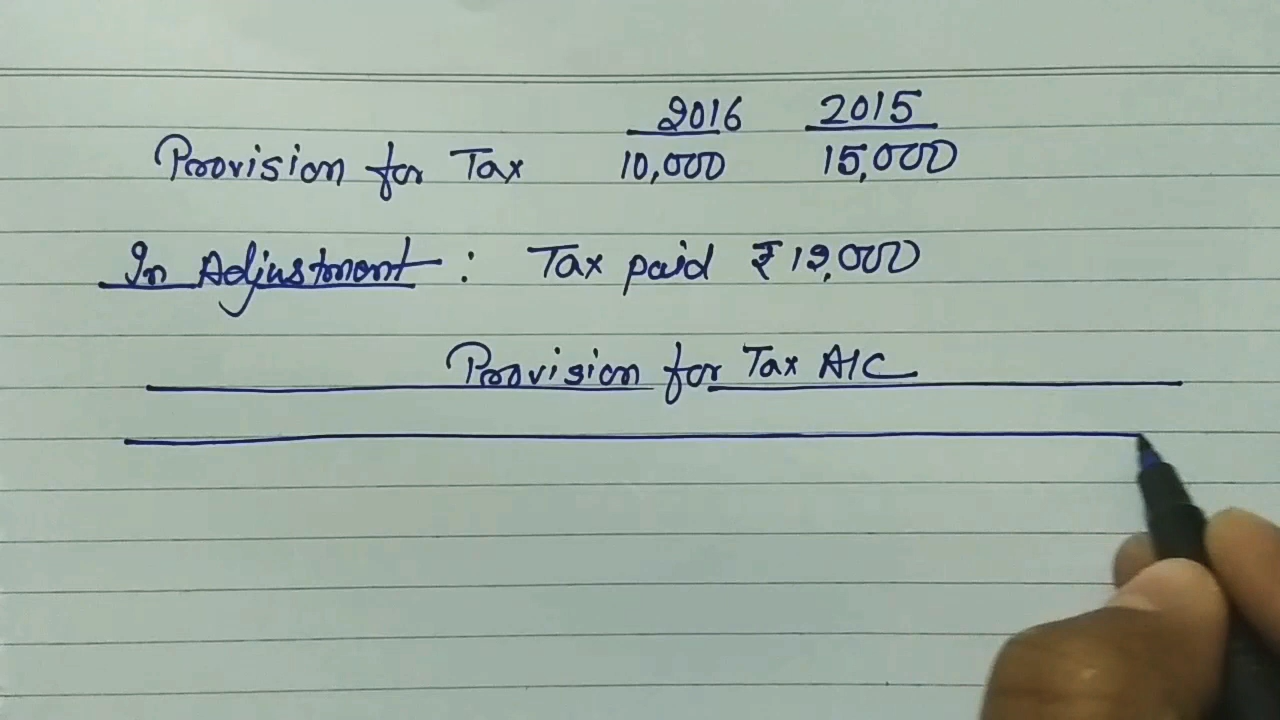 2016 2015
Provision for Tax 10,000 15,000
In Adjustment : Tax paid ₹12,000
Provision for Tax A/C